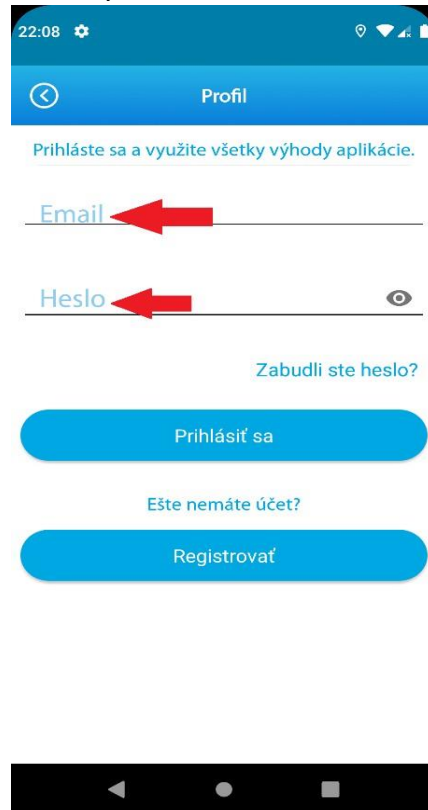 22:08
Profil
Prihláste sa a využite všetky výhody aplikácie.
Email
Heslo
Zabudli ste heslo?
Prihlásiť sa
Ešte nemáte účet?
Registrovať